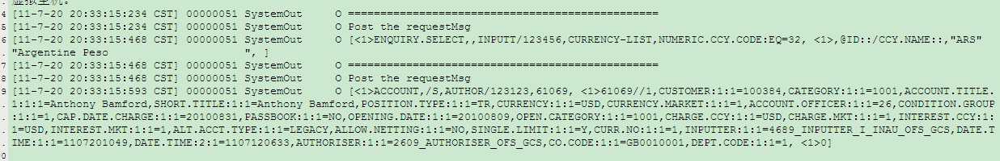 虚拟主机。
4 [11-7-20 20:33:15:234 CST] 00000051 SystemOut     O ================================================
5 [11-7-20 20:33:15:234 CST] 00000051 SystemOut     O Post the requestMsg
6 [11-7-20 20:33:15:468 CST] 00000051 SystemOut     O [<1>ENQUIRY.SELECT,,INPUTT/123456,CURRENCY-LIST,NUMERIC.CCY.CODE:EQ=32, <1>,@ID::/CCY.NAME::,"ARS"
. "Argentine Peso                     ", ]
7 [11-7-20 20:33:15:468 CST] 00000051 SystemOut     O ================================================
8 [11-7-20 20:33:15:468 CST] 00000051 SystemOut     O Post the requestMsg
9 [11-7-20 20:33:15:593 CST] 00000051 SystemOut     O [<1>ACCOUNT,/S,AUTHOR/123123,61069, <1>61069//1,CUSTOMER:1:1=100384,CATEGORY:1:1=1001,ACCOUNT.TITLE.
. 1:1:1=Anthony Bamford,SHORT.TITLE:1:1=Anthony Bamford,POSITION.TYPE:1:1=TR,CURRENCY:1:1=USD,CURRENCY.MARKET:1:1=1,ACCOUNT.OFFICER:1:1=26,CONDITION.GROUP
. :1:1=1,CAP.DATE.CHARGE:1:1=20100831,PASSBOOK:1:1=NO,OPENING.DATE:1:1=20100809,OPEN.CATEGORY:1:1=1001,CHARGE.CCY:1:1=USD,CHARGE.MKT:1:1=1,INTEREST.CCY:1:
. 1=USD,INTEREST.MKT:1:1=1,ALT.ACCT.TYPE:1:1=LEGACY,ALLOW.NETTING:1:1=NO,SINGLE.LIMIT:1:1=Y,CURR.NO:1:1=1,INPUTTER:1:1=4689_INPUTTER_I_INAU_OFS_GCS,DATE.T
. IME:1:1=1107201049,DATE.TIME:2:1=1107120633,AUTHORISER:1:1=2609_AUTHORISER_OFS_GCS,CO.CODE:1:1=GB0010001,DEPT.CODE:1:1=1, <1>0]
0